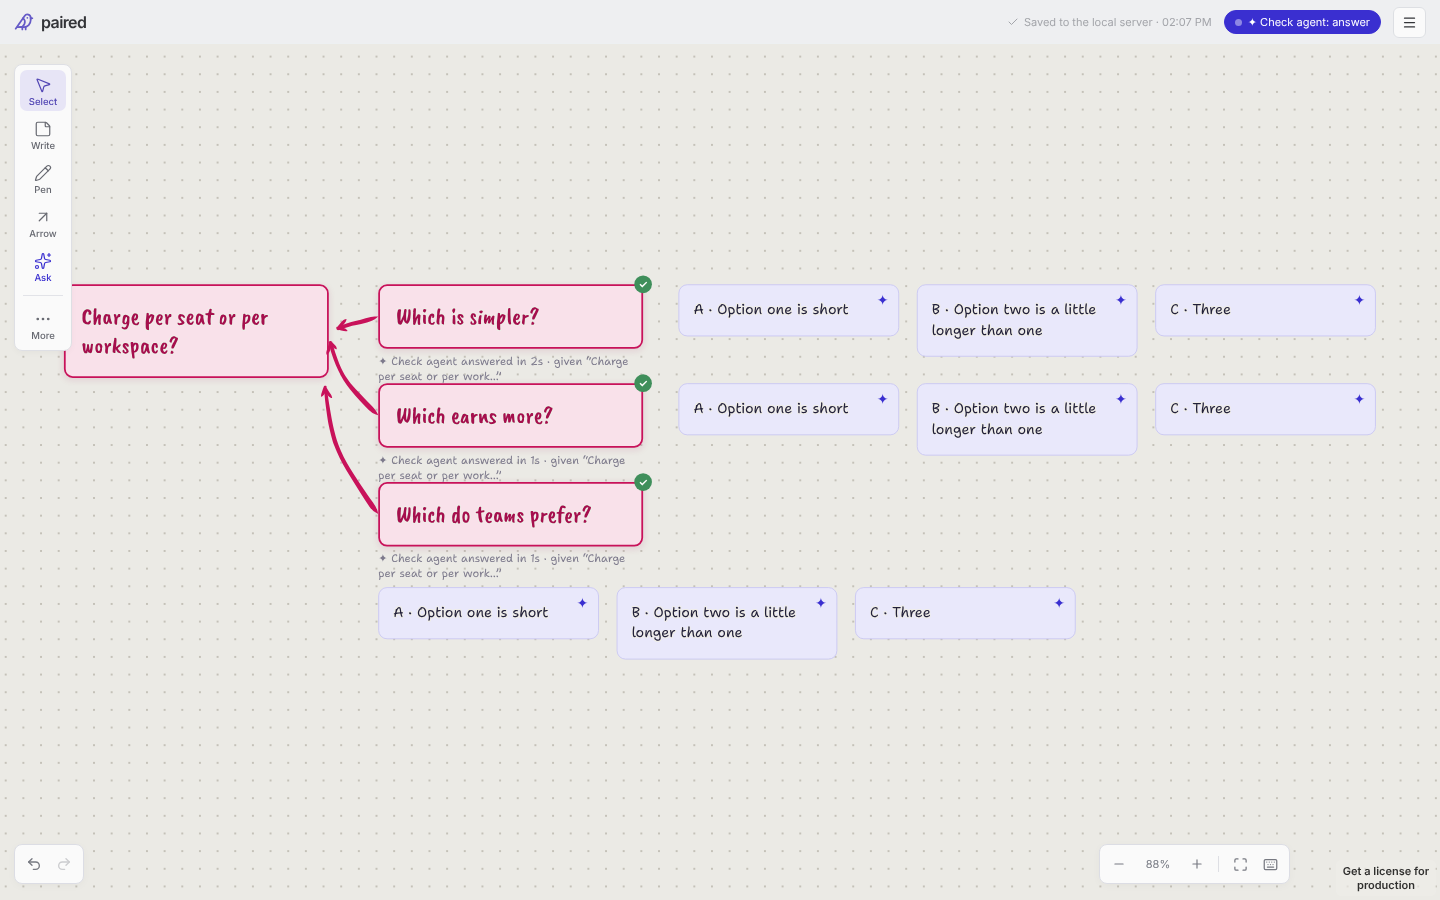 paired
Saved to the local server · 02:07 PM
✦ Check agent: answer
Select
Write
Pen
Arrow
Ask
More
Charge per seat or per
workspace?
Which is simpler?
✦ Check agent answered in 2s · given “Charge
per seat or per work…”
A · Option one is short
B · Option two is a little
longer than one
C · Three
Which earns more?
✦ Check agent answered in 1s · given “Charge
per seat or per work…”
A · Option one is short
B · Option two is a little
longer than one
C · Three
Which do teams prefer?
✦ Check agent answered in 1s · given “Charge
per seat or per work…”
A · Option one is short
B · Option two is a little
longer than one
C · Three
88%
Get a license for
production